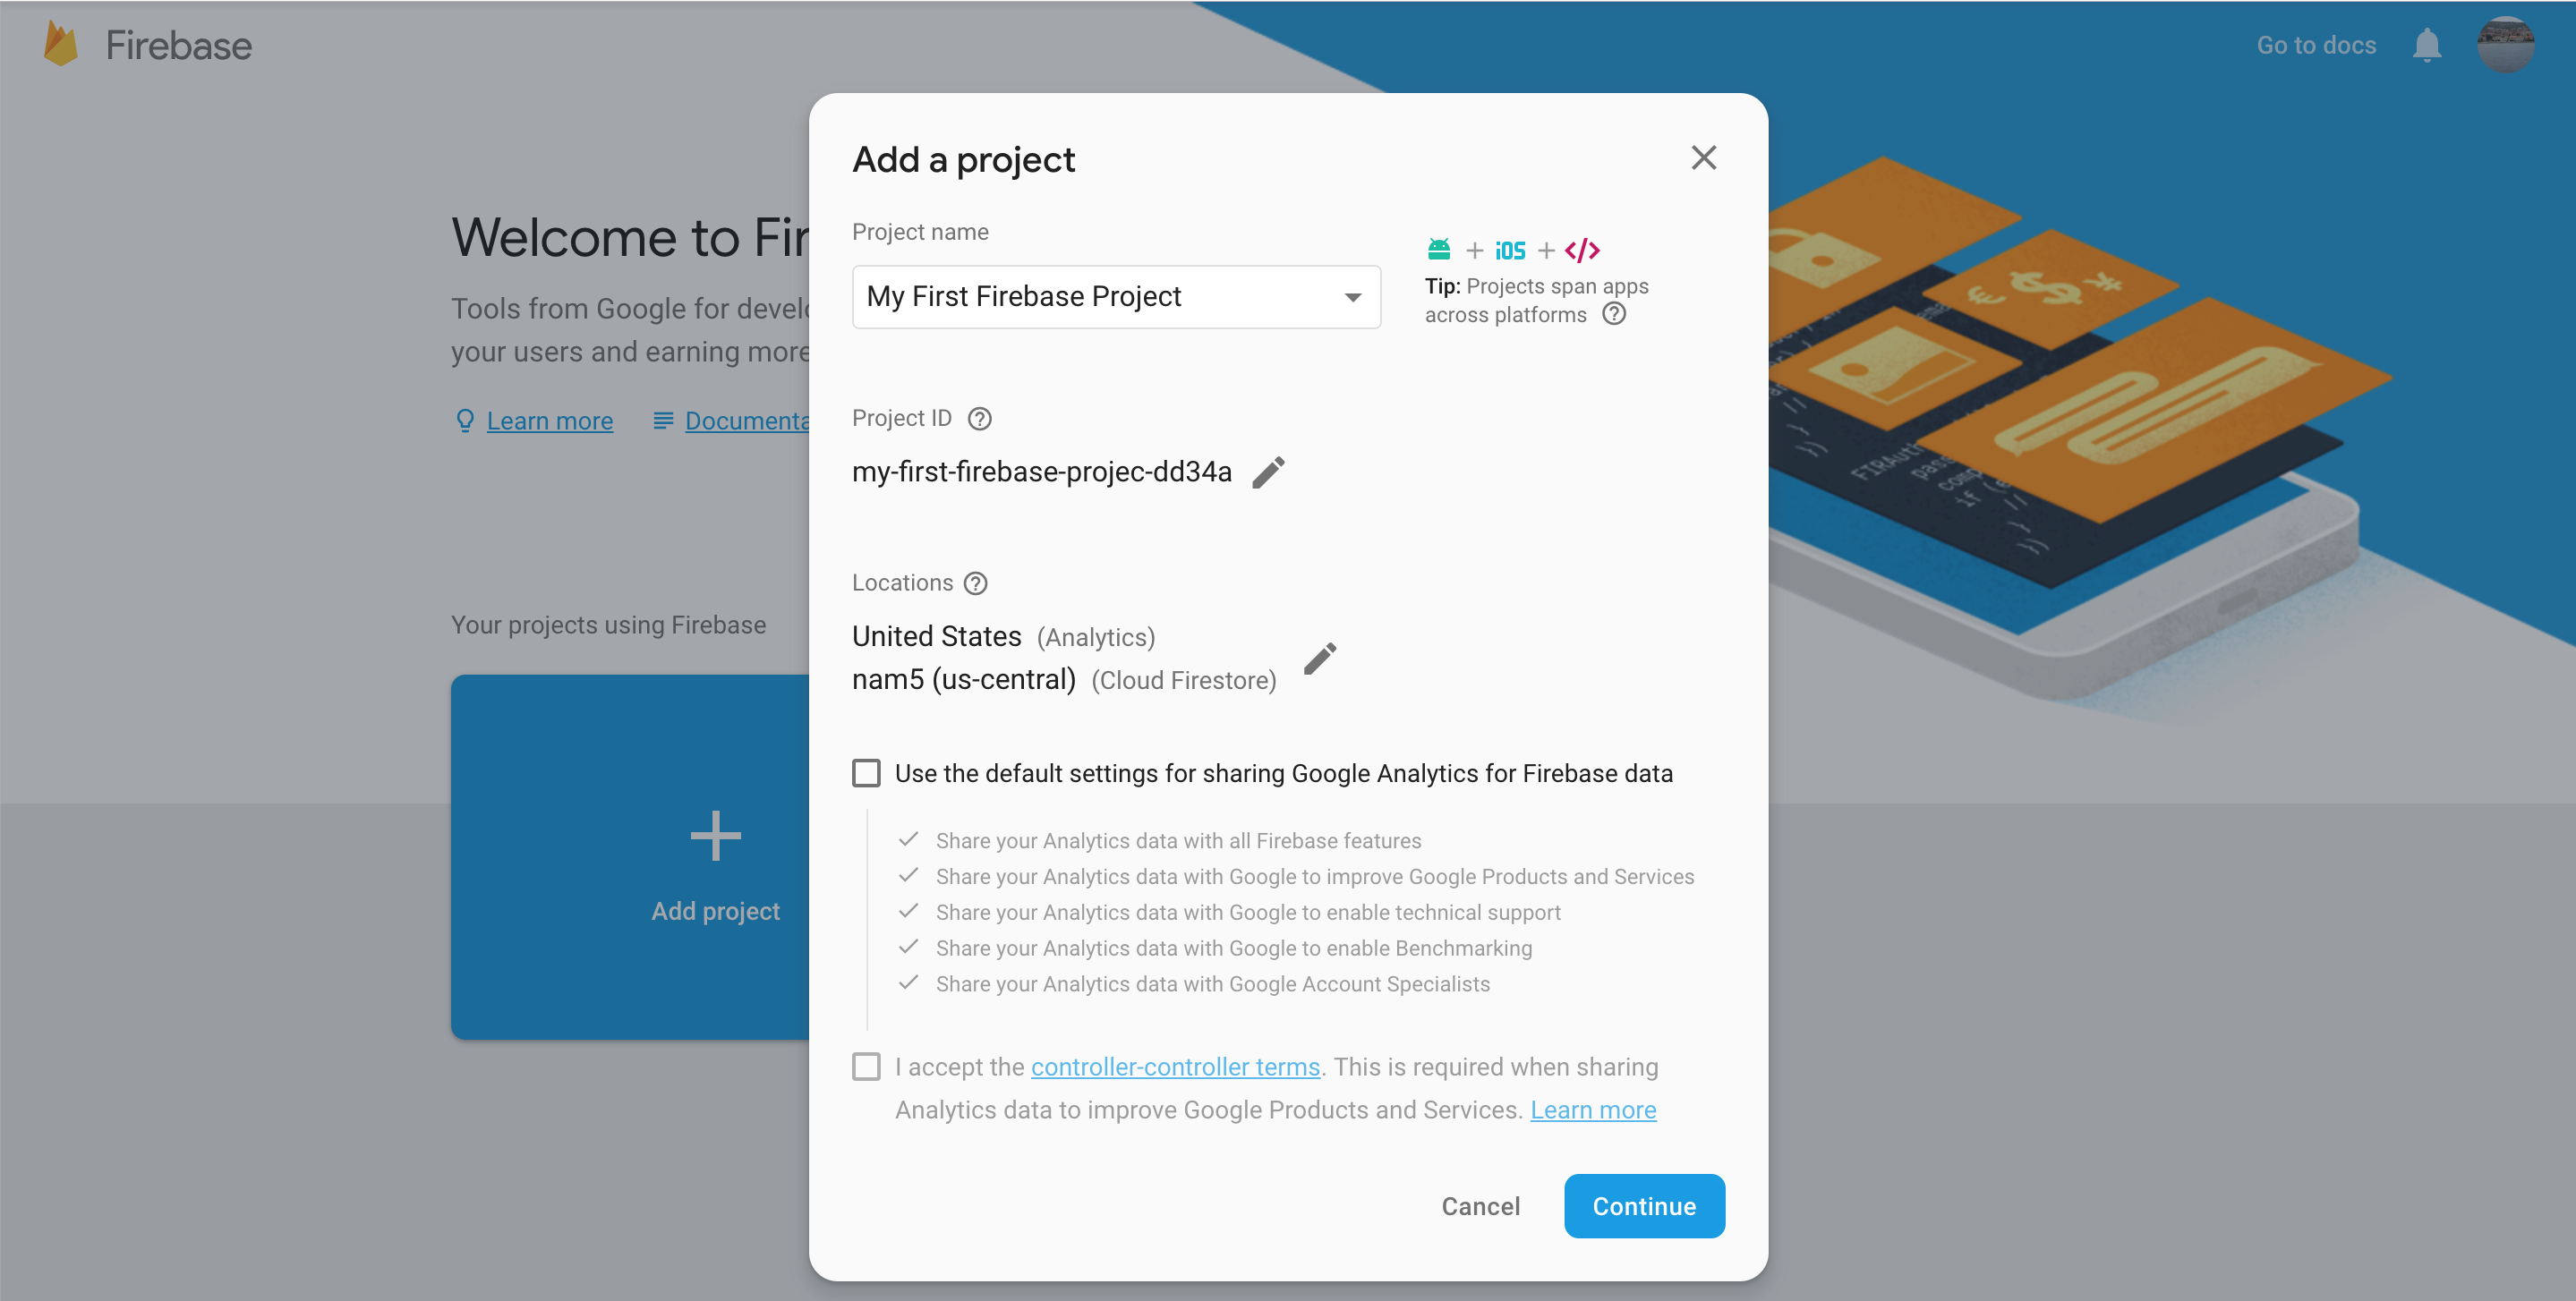 Firebase
Go to docs
Add a project
Project name
My First Firebase Project
+ iOS + </>
Tip: Projects span apps
across platforms
Welcome to Fir
Tools from Google for develo
your users and earning more
Learn more
Documenta
Project ID
my-first-firebase-projec-dd34a
Locations
United States (Analytics)
nam5 (us-central) (Cloud Firestore)
Your projects using Firebase
Add project
Use the default settings for sharing Google Analytics for Firebase data
Share your Analytics data with all Firebase features
Share your Analytics data with Google to improve Google Products and Services
Share your Analytics data with Google to enable technical support
Share your Analytics data with Google to enable Benchmarking
Share your Analytics data with Google Account Specialists
I accept the controller-controller terms. This is required when sharing
Analytics data to improve Google Products and Services. Learn more
Cancel
Continue